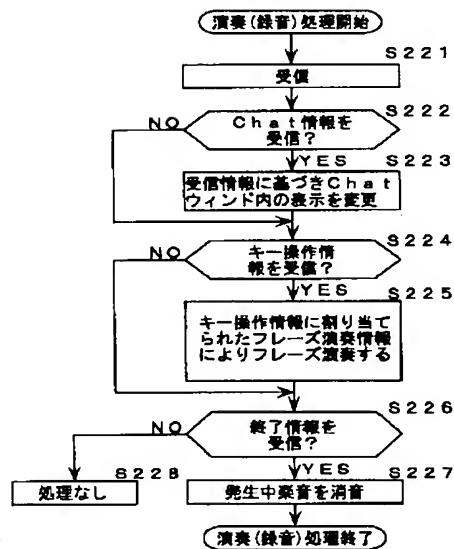 演奏(録音)処理開始
S221
受信
S222
NO
Chat情報を
受信?
YES
S223
受信情報に基づきChat
ウィンド内の表示を変更
S224
NO
キー操作情
報を受信?
YES
S225
キー操作情報に割り当て
られたフレーズ演奏情報
によりフレーズ演奏する
S226
NO
終了情報を
受信?
S228
YES
S227
処理なし
発生中楽音を消音
演奏(録音)処理終了